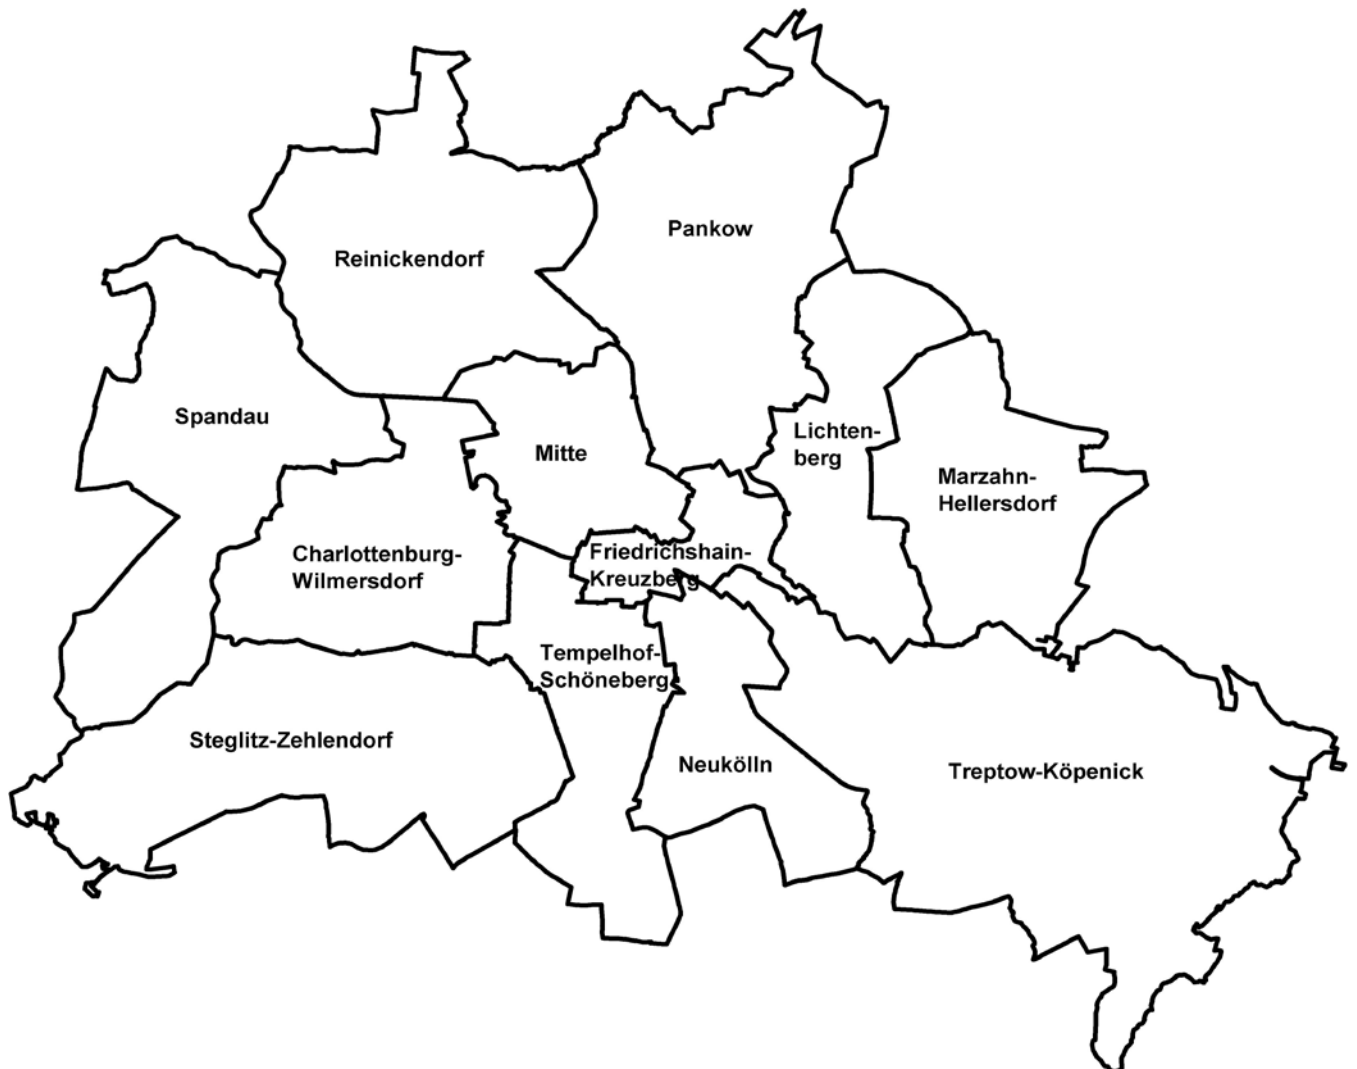 Pankow
Reinickendorf
Spandau
Mitte
Lichten-
berg
Marzahn-
Hellersdorf
Charlottenburg-
Wilmersdorf
Friedrichshain-
Kreuzberg
Tempelhof-
Schöneberg
Steglitz-Zehlendorf
Neukölln
Treptow-Köpenick